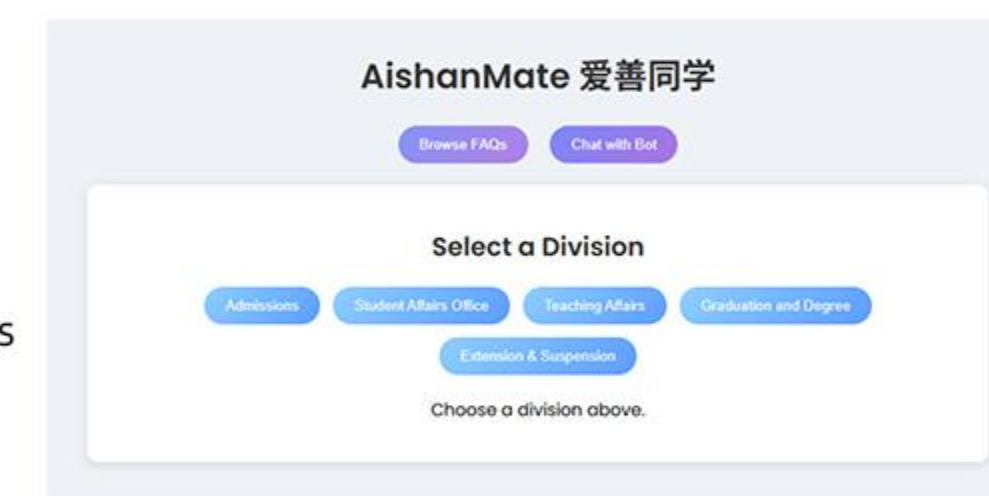 AishanMate 爱善同学
Browse FAQs Chat with Bot
Select a Division
Admissions Student Affairs Office Teaching Affairs Graduation and Degree
s
Extension & Suspension
Choose a division above.